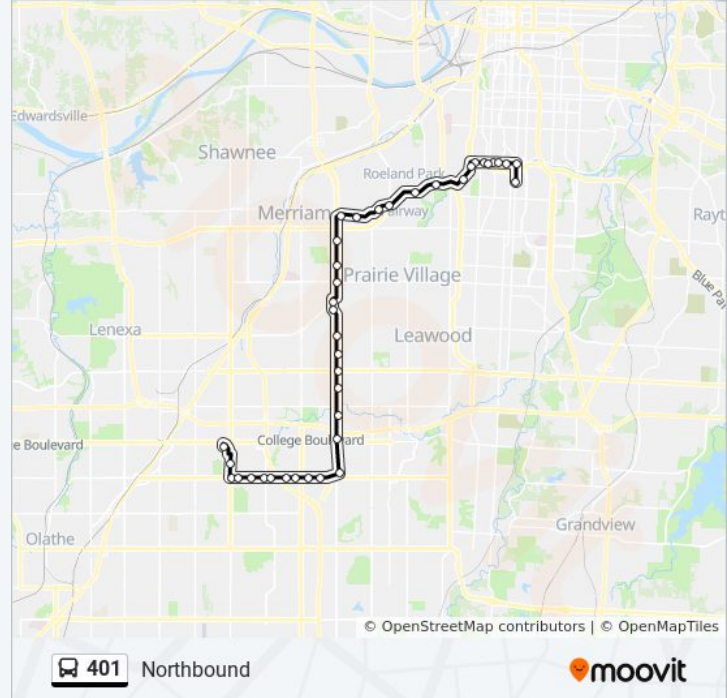 Edwardsville
Shawnee
Roeland Park
Merriam
Fairway
Rayt
Prairie Village
Blue Pa
Lenexa
Leawood
College Boulevard
e Boulevard
Olathe
Grandview
© OpenStreetMap contributors | © OpenMapTiles
401 Northbound
moovit